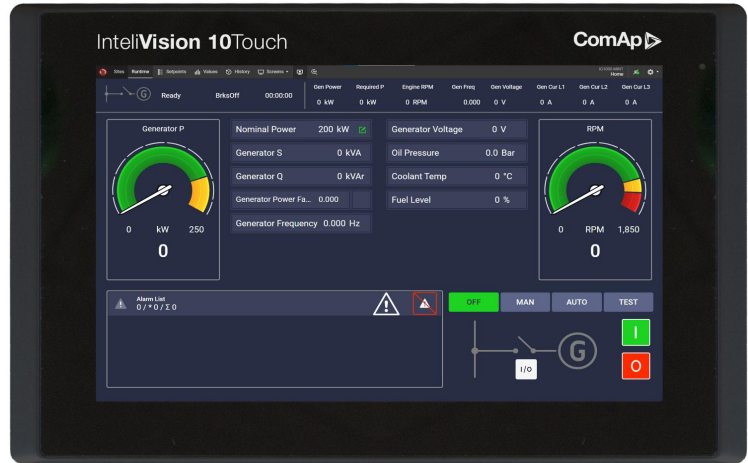 InteliVision 10Touch
ComAp
Sites Runtime Setpoints Values History Screens
Home
G Ready BrksOff 00:00:00
Gen Power Required P Engine RPM Gen Freq Gen Voltage Gen Cur L1 Gen Cur L2 Gen Cur L3
0 kW 0 kW 0 RPM 0.000 0 V 0 A 0 A 0 A
Generator P
0 kW 250
0
Nominal Power 200 kW
Generator S 0 kVA
Generator Q 0 kVAr
Generator Power Fa... 0.000
Generator Frequency 0.000 Hz
Generator Voltage 0 V
Oil Pressure 0.0 Bar
Coolant Temp 0 °C
Fuel Level 0 %
RPM
0 RPM 1,850
0
Alarm List
0 / * 0 / Σ 0
OFF MAN AUTO TEST
G
I/O
I
O